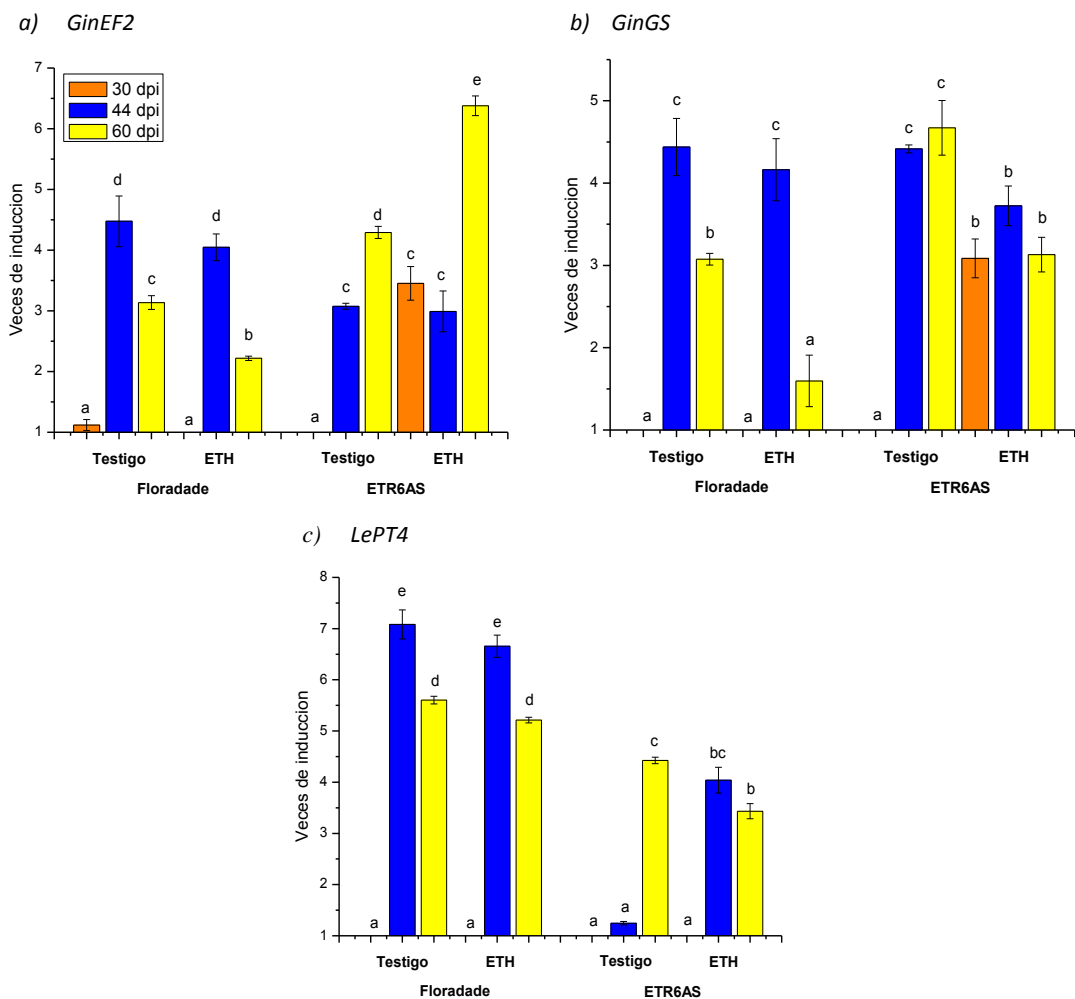 a) GinEF2
7
6
5
4
3
2
1
Veces de induccion
30 dpi
44 dpi
60 dpi
a
d
c
a
d
b
a
c
d
c
c
e
Testigo
ETH
Testigo
ETH
Floradade
ETR6AS
b) GinGS
5
4
3
2
1
Veces de induccion
a
c
b
a
c
a
a
c
c
b
b
b
Testigo
ETH
Testigo
ETH
Floradade
ETR6AS
c) LePT4
8
7
6
5
4
3
2
1
Veces de induccion
a
e
d
a
e
d
a
a
c
a
bc
b
Testigo
ETH
Testigo
ETH
Floradade
ETR6AS